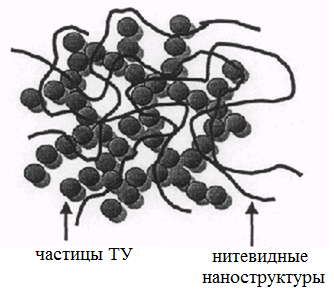 частицы ТУ
нитевидные
наноструктуры